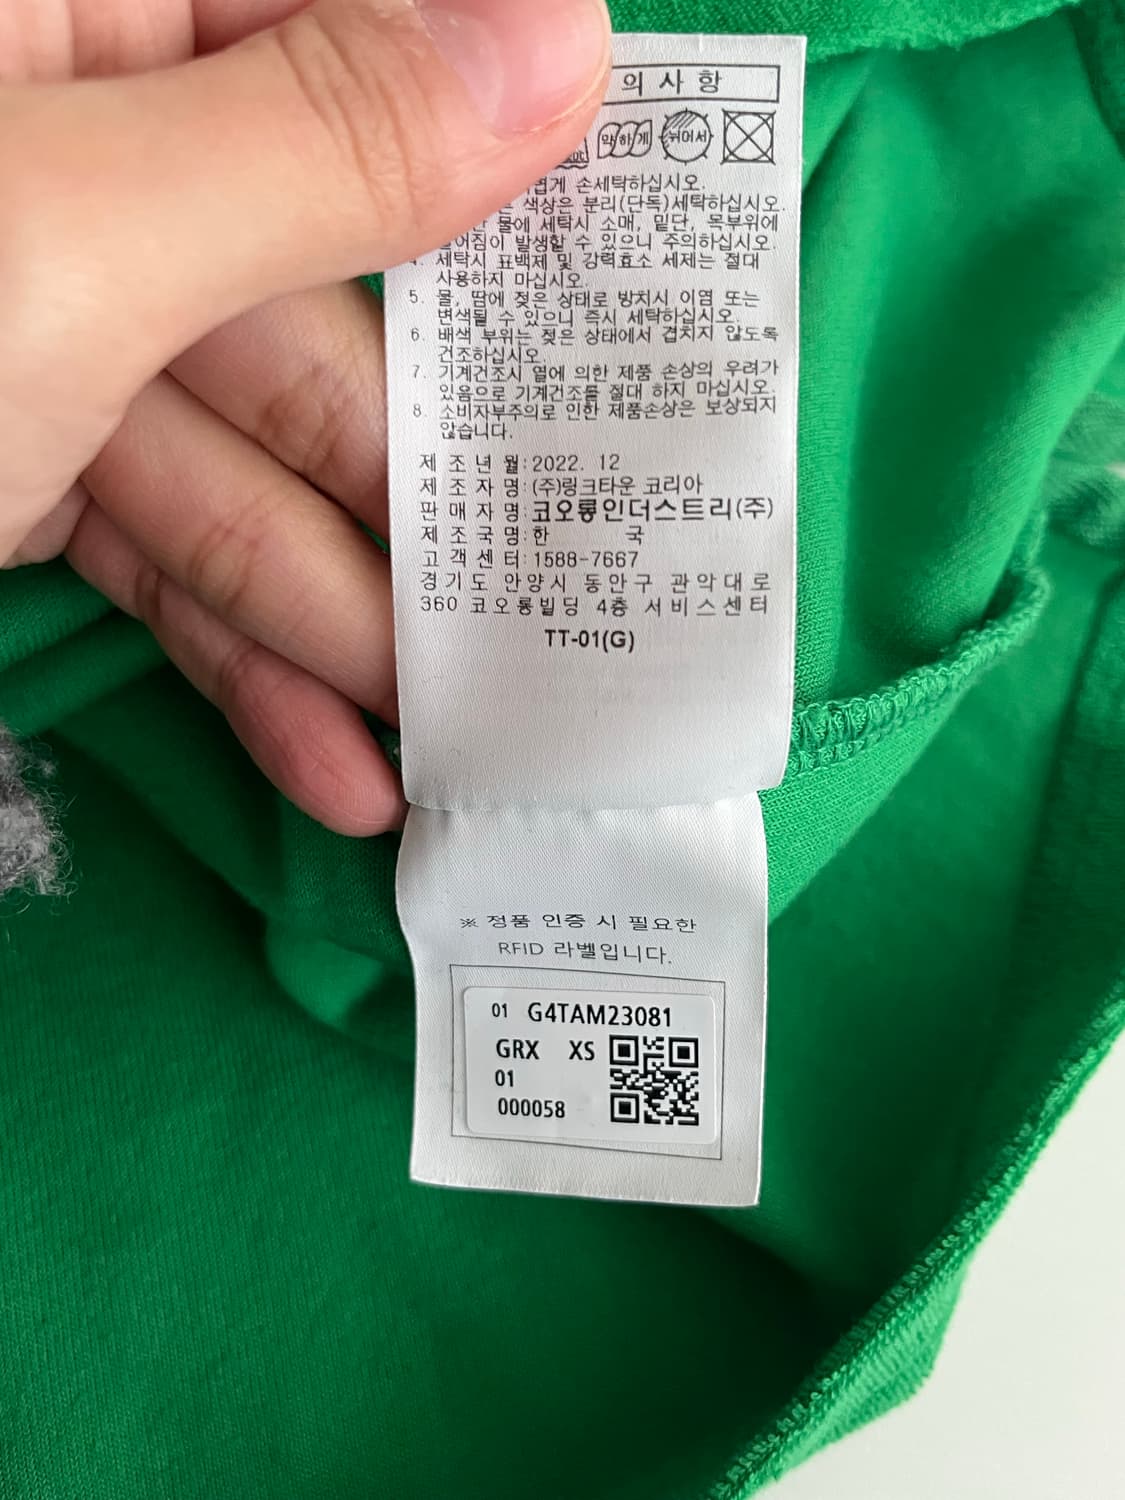 의 사 항
약하게 뉘어서
손세탁하십시오.
색상은 분리(단독)세탁하십시오.
물에 세탁시 소매, 밑단, 목부위에
발생할 수 있으니 주의하십시오.
세탁시 표백제 및 강력효소 세제는 절대
사용하지 마십시오.
5. 물, 땀에 젖은 상태로 방치시 이염 또는
변색될 수 있으니 즉시 세탁하십시오.
6. 배색 부위는 젖은 상태에서 겹치지 않도록
건조하십시오.
7. 기계건조시 열에 의한 제품 손상의 우려가
있음으로 기계건조를 절대 하지 마십시오.
8. 소비자부주의로 인한 제품손상은 보상되지
않습니다.
제 조 년 월: 2022. 12
제 조 자 명: (주)링크타운 코리아
판 매 자 명: 코오롱인더스트리(주)
제 조 국 명: 한 국
고 객 센 터: 1588-7667
경기도 안양시 동안구 관악대로
360 코오롱빌딩 4층 서비스센터
TT-01(G)
※ 정품 인증 시 필요한
RFID 라벨입니다.
01 G4TAM23081
GRX XS
01
000058